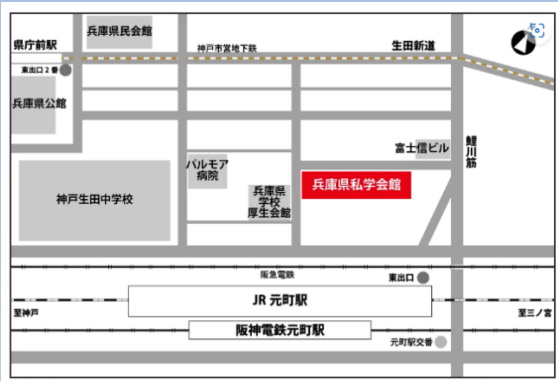 兵庫県民会館
県庁前駅
神戸市営地下鉄
生田新道
東出口2番
兵庫県公館
富士信ビル
鯉川筋
パルモア
病院
兵庫県私学会館
兵庫県
学校
厚生会館
神戸生田中学校
阪急電鉄
東出口
JR 元町駅
至神戸
至三ノ宮
阪神電鉄元町駅
元町駅交番